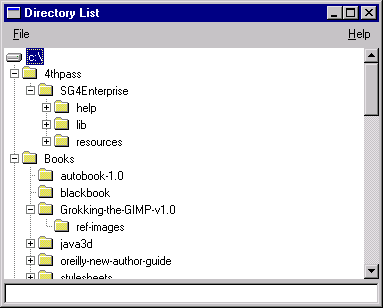 Directory List
File Help
c:\
4thpass
SG4Enterprise
help
lib
resources
Books
autobook-1.0
blackbook
Grokking-the-GIMP-v1.0
ref-images
java3d
oreilly-new-author-guide
stylesheets